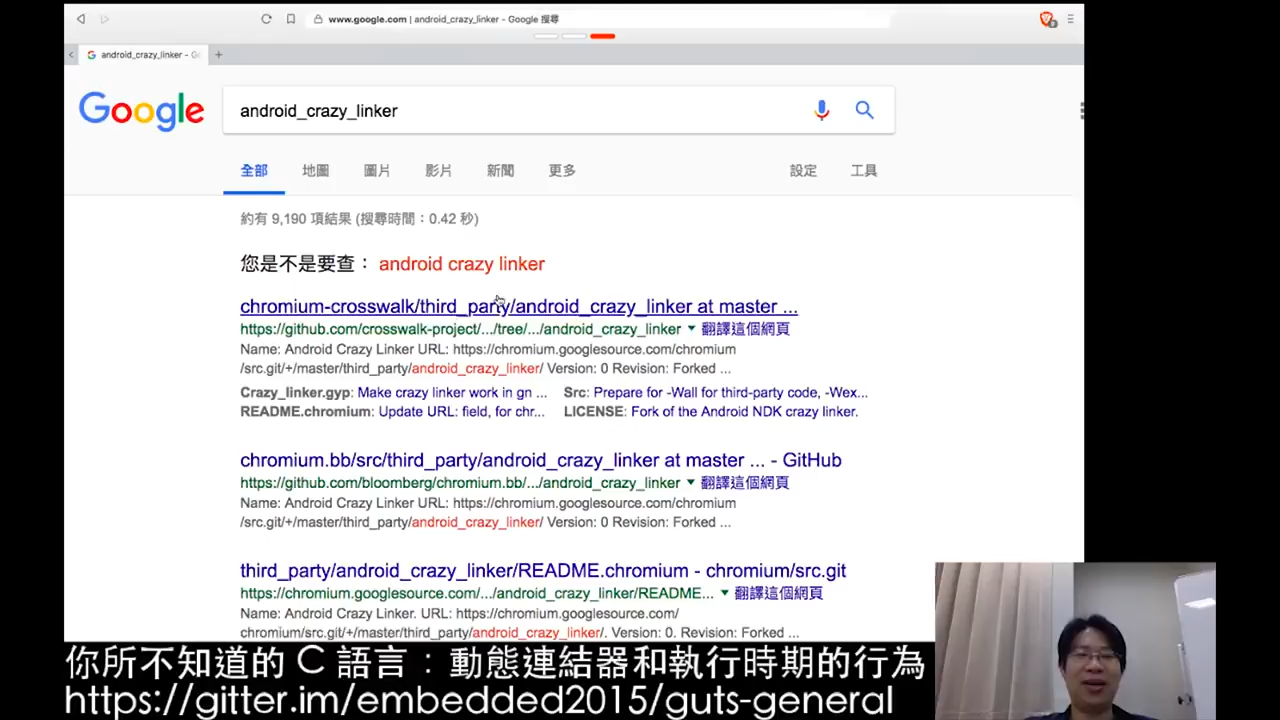 www.google.com | android_crazy_linker - Google 搜尋
android_crazy_linker - Go
Google
android_crazy_linker
全部 地圖 圖片 影片 新聞 更多 設定 工具
約有 9,190 項結果 (搜尋時間：0.42 秒)
您是不是要查： android crazy linker
chromium-crosswalk/third_party/android_crazy_linker at master ...
https://github.com/crosswalk-project/.../tree/.../android_crazy_linker ▼ 翻譯這個網頁
Name: Android Crazy Linker URL: https://chromium.googlesource.com/chromium
/src.git/+/master/third_party/android_crazy_linker/ Version: 0 Revision: Forked ...
Crazy_linker.gyp: Make crazy linker work in gn ... Src: Prepare for -Wall for third-party code, -Wex...
README.chromium: Update URL: field, for chr... LICENSE: Fork of the Android NDK crazy linker.
chromium.bb/src/third_party/android_crazy_linker at master ... - GitHub
https://github.com/bloomberg/chromium.bb/.../android_crazy_linker ▼ 翻譯這個網頁
Name: Android Crazy Linker URL: https://chromium.googlesource.com/chromium
/src.git/+/master/third_party/android_crazy_linker/ Version: 0 Revision: Forked ...
third_party/android_crazy_linker/README.chromium - chromium/src.git
https://chromium.googlesource.com/.../android_crazy_linker/README... ▼ 翻譯這個網頁
Name: Android Crazy Linker. URL: https://chromium.googlesource.com/
chromium/src.git/+/master/third_party/android_crazy_linker/. Version: 0. Revision: Forked ...
你所不知道的 C 語言：動態連結器和執行時期的行為
https://gitter.im/embedded2015/guts-general